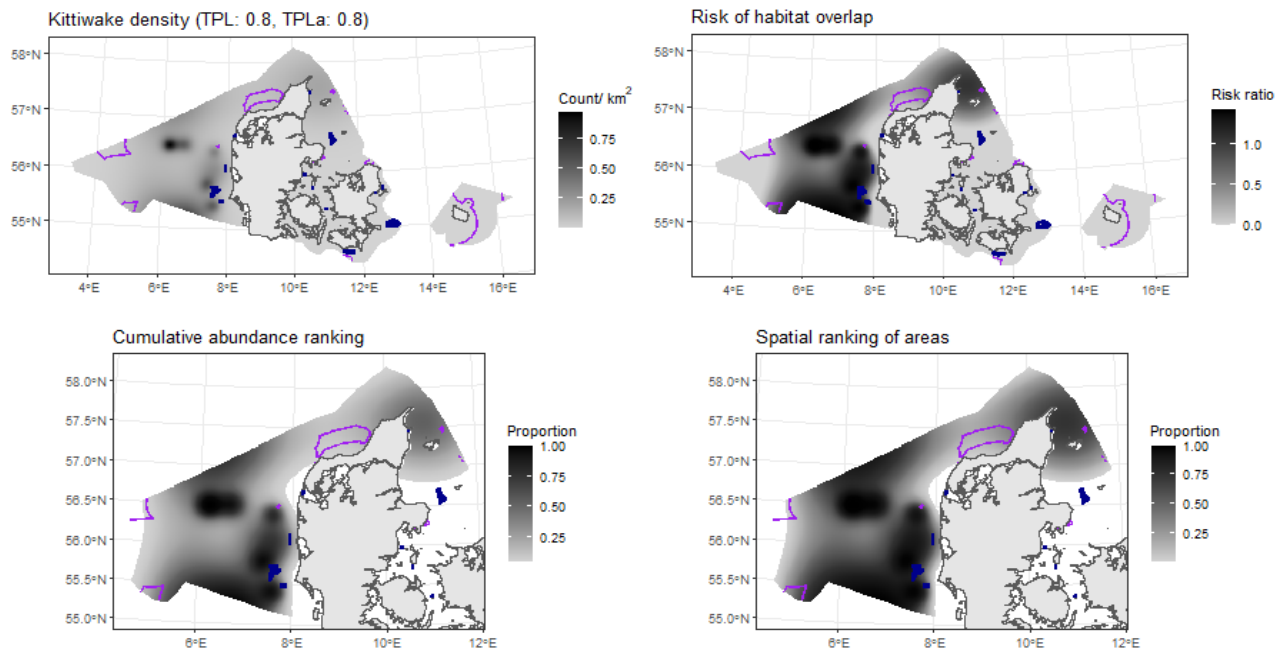 Kittiwake density (TPL: 0.8, TPLa: 0.8)
58°N
57°N
56°N
55°N
4°E 6°E 8°E 10°E 12°E 14°E 16°E
Count/ km²
0.75
0.50
0.25
Risk of habitat overlap
58°N
57°N
56°N
55°N
4°E 6°E 8°E 10°E 12°E 14°E 16°E
Risk ratio
1.0
0.5
0.0
Cumulative abundance ranking
58.0°N
57.5°N
57.0°N
56.5°N
56.0°N
55.5°N
55.0°N
6°E 8°E 10°E 12°E
Proportion
1.00
0.75
0.50
0.25
Spatial ranking of areas
58.0°N
57.5°N
57.0°N
56.5°N
56.0°N
55.5°N
55.0°N
6°E 8°E 10°E 12°E
Proportion
1.00
0.75
0.50
0.25